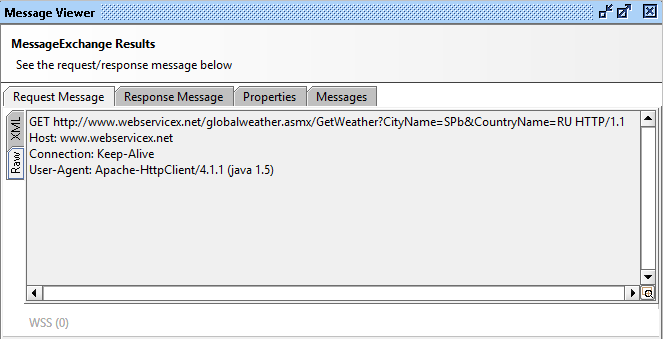 Message Viewer
MessageExchange Results
See the request/response message below
Request Message Response Message Properties Messages
XML
Raw
GET http://www.webservicex.net/globalweather.asmx/GetWeather?CityName=SPb&CountryName=RU HTTP/1.1
Host: www.webservicex.net
Connection: Keep-Alive
User-Agent: Apache-HttpClient/4.1.1 (java 1.5)
WSS (0)